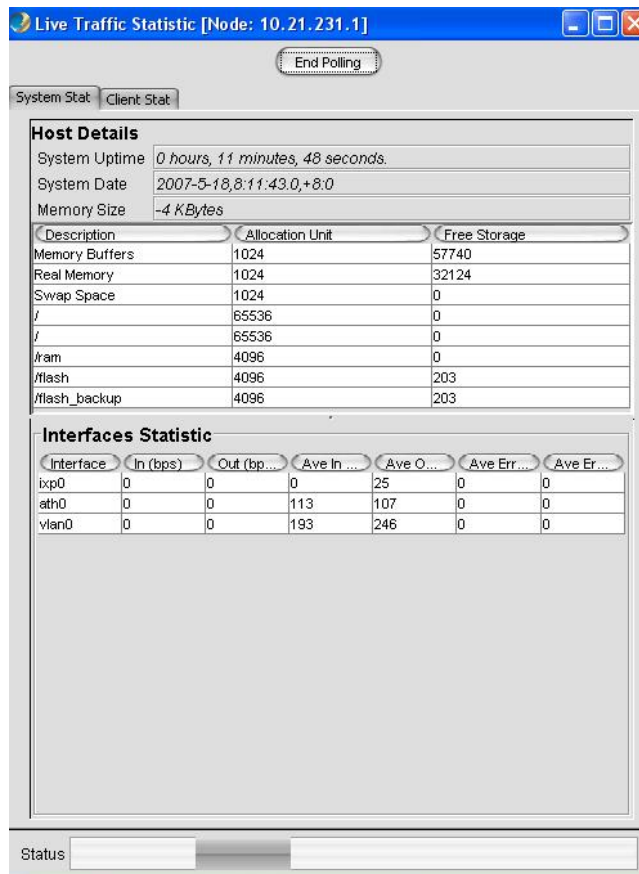 Live Traffic Statistic [Node: 10.21.231.1]
End Polling
System Stat Client Stat
Host Details
System Uptime 0 hours, 11 minutes, 48 seconds.
System Date 2007-5-18,8:11:43.0,+8:0
Memory Size -4 KBytes
Description Allocation Unit Free Storage
Memory Buffers 1024 57740
Real Memory 1024 32124
Swap Space 1024 0
/ 65536 0
/ 65536 0
/ram 4096 0
/flash 4096 203
/flash_backup 4096 203
Interfaces Statistic
Interface In (bps) Out (bp... Ave In ... Ave O... Ave Err... Ave Er...
ixp0 0 0 0 25 0 0
ath0 0 0 113 107 0 0
vlan0 0 0 193 246 0 0
Status